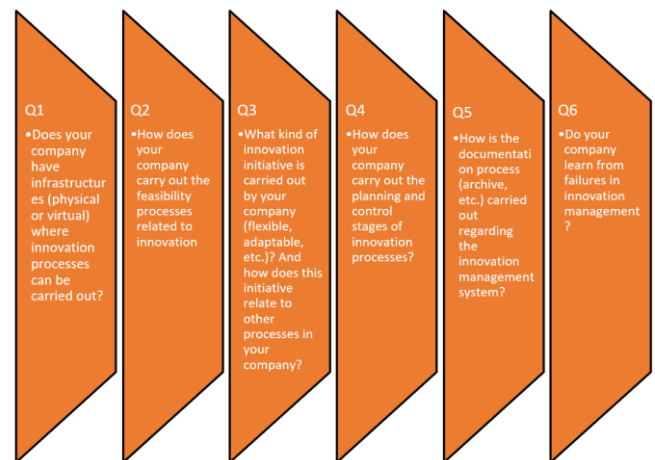 Q1
•Does your
company
have
infrastructur
es (physical
or virtual)
where
innovation
processes
can be
carried out?
Q2
•How does
your
company
carry out the
feasibility
processes
related to
innovation
Q3
•What kind of
innovation
initiative is
carried out
by your
company
(flexible,
adaptable,
etc.)? And
how does this
initiative
relate to
other
processes in
your
company?
Q4
•How does
your
company
carry out the
planning and
control
stages of
innovation
processes?
Q5
•How is the
documentati
on process
(archive,
etc.) carried
out
regarding
the
innovation
management
system?
Q6
•Do your
company
learn from
failures in
innovation
management
?